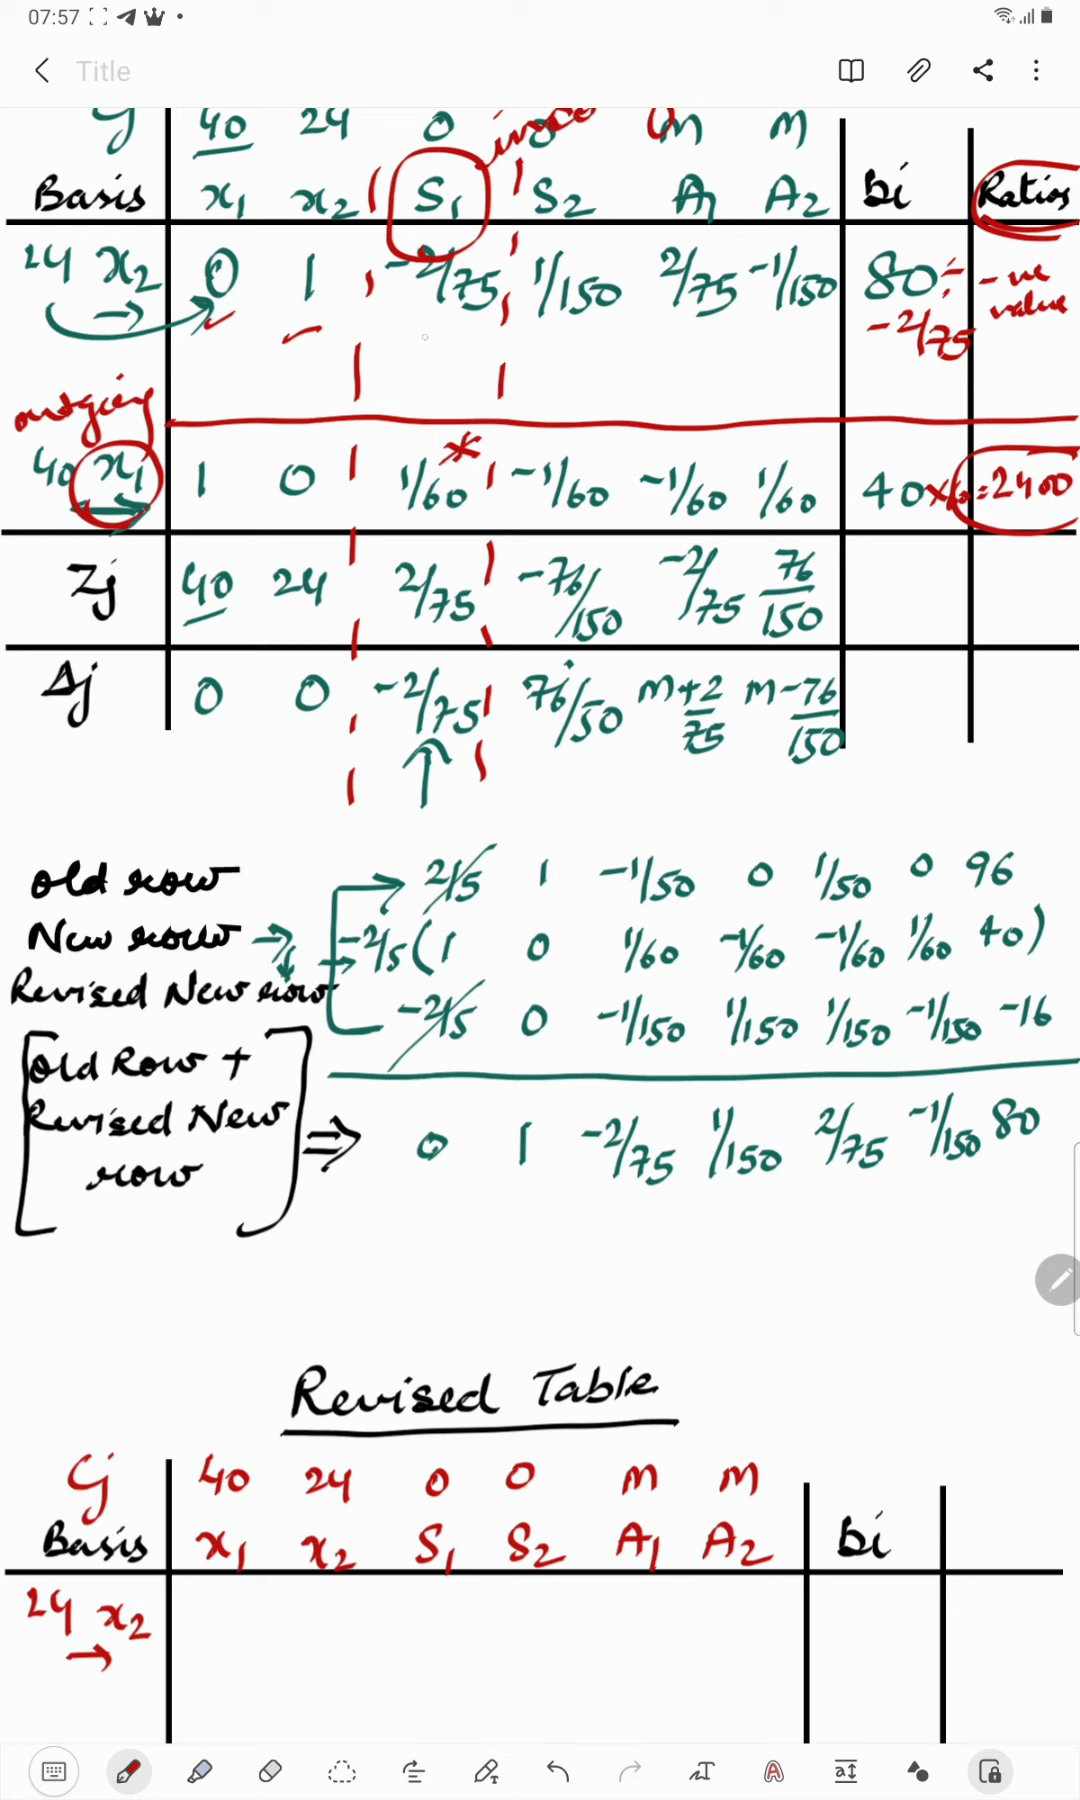 07:57
Title
Cj 40 24 0 0 M M
Basis x₁ x₂ S₁ S₂ A₁ A₂ bi Ratios
24 x₂ 0 1 -2/75 1/150 2/75 -1/150 80 ÷ -ve
-2/75 value
outgoing
40 x₁ 1 0 1/60 * -1/60 -1/60 1/60 40 = 2400
Zj 40 24 2/75 -76/150 -2/75 76/150
Δj 0 0 -2/75 76/50 M+2/75 M-76/150
old row → 2/5 1 -1/50 0 1/50 0 96
New row → -2/5 (1 0 1/60 -1/60 -1/60 1/60 40)
Revised New row -2/5 0 -1/150 1/150 1/150 -1/150 -16
[old Row +
Revised New
row] ⇒ 0 1 -2/75 1/150 2/75 -1/150 80
Revised Table
Cj 40 24 0 0 M M
Basis x₁ x₂ S₁ S₂ A₁ A₂ bi
24 x₂
→